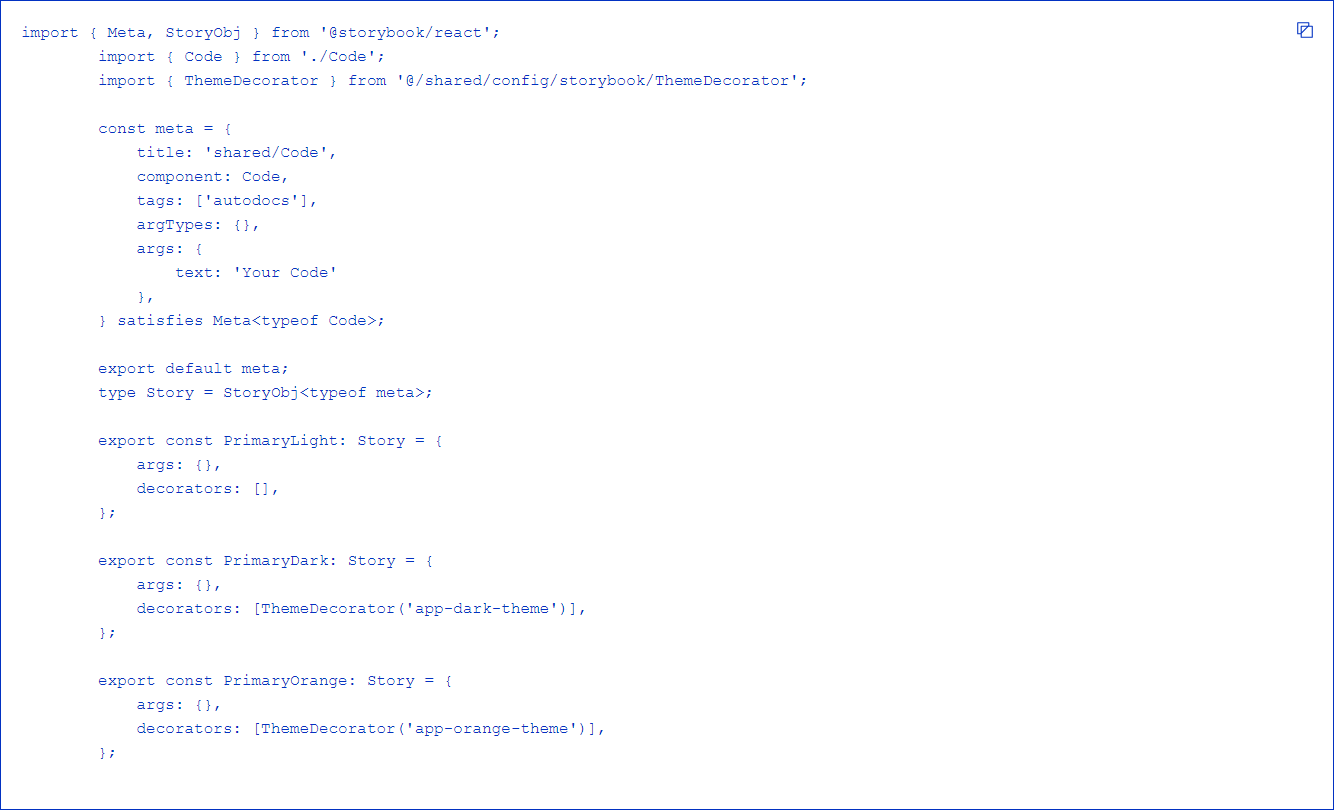 import { Meta, StoryObj } from '@storybook/react';
        import { Code } from './Code';
        import { ThemeDecorator } from '@/shared/config/storybook/ThemeDecorator';

        const meta = {
            title: 'shared/Code',
            component: Code,
            tags: ['autodocs'],
            argTypes: {},
            args: {
                text: 'Your Code'
            },
        } satisfies Meta<typeof Code>;

        export default meta;
        type Story = StoryObj<typeof meta>;

        export const PrimaryLight: Story = {
            args: {},
            decorators: [],
        };

        export const PrimaryDark: Story = {
            args: {},
            decorators: [ThemeDecorator('app-dark-theme')],
        };

        export const PrimaryOrange: Story = {
            args: {},
            decorators: [ThemeDecorator('app-orange-theme')],
        };